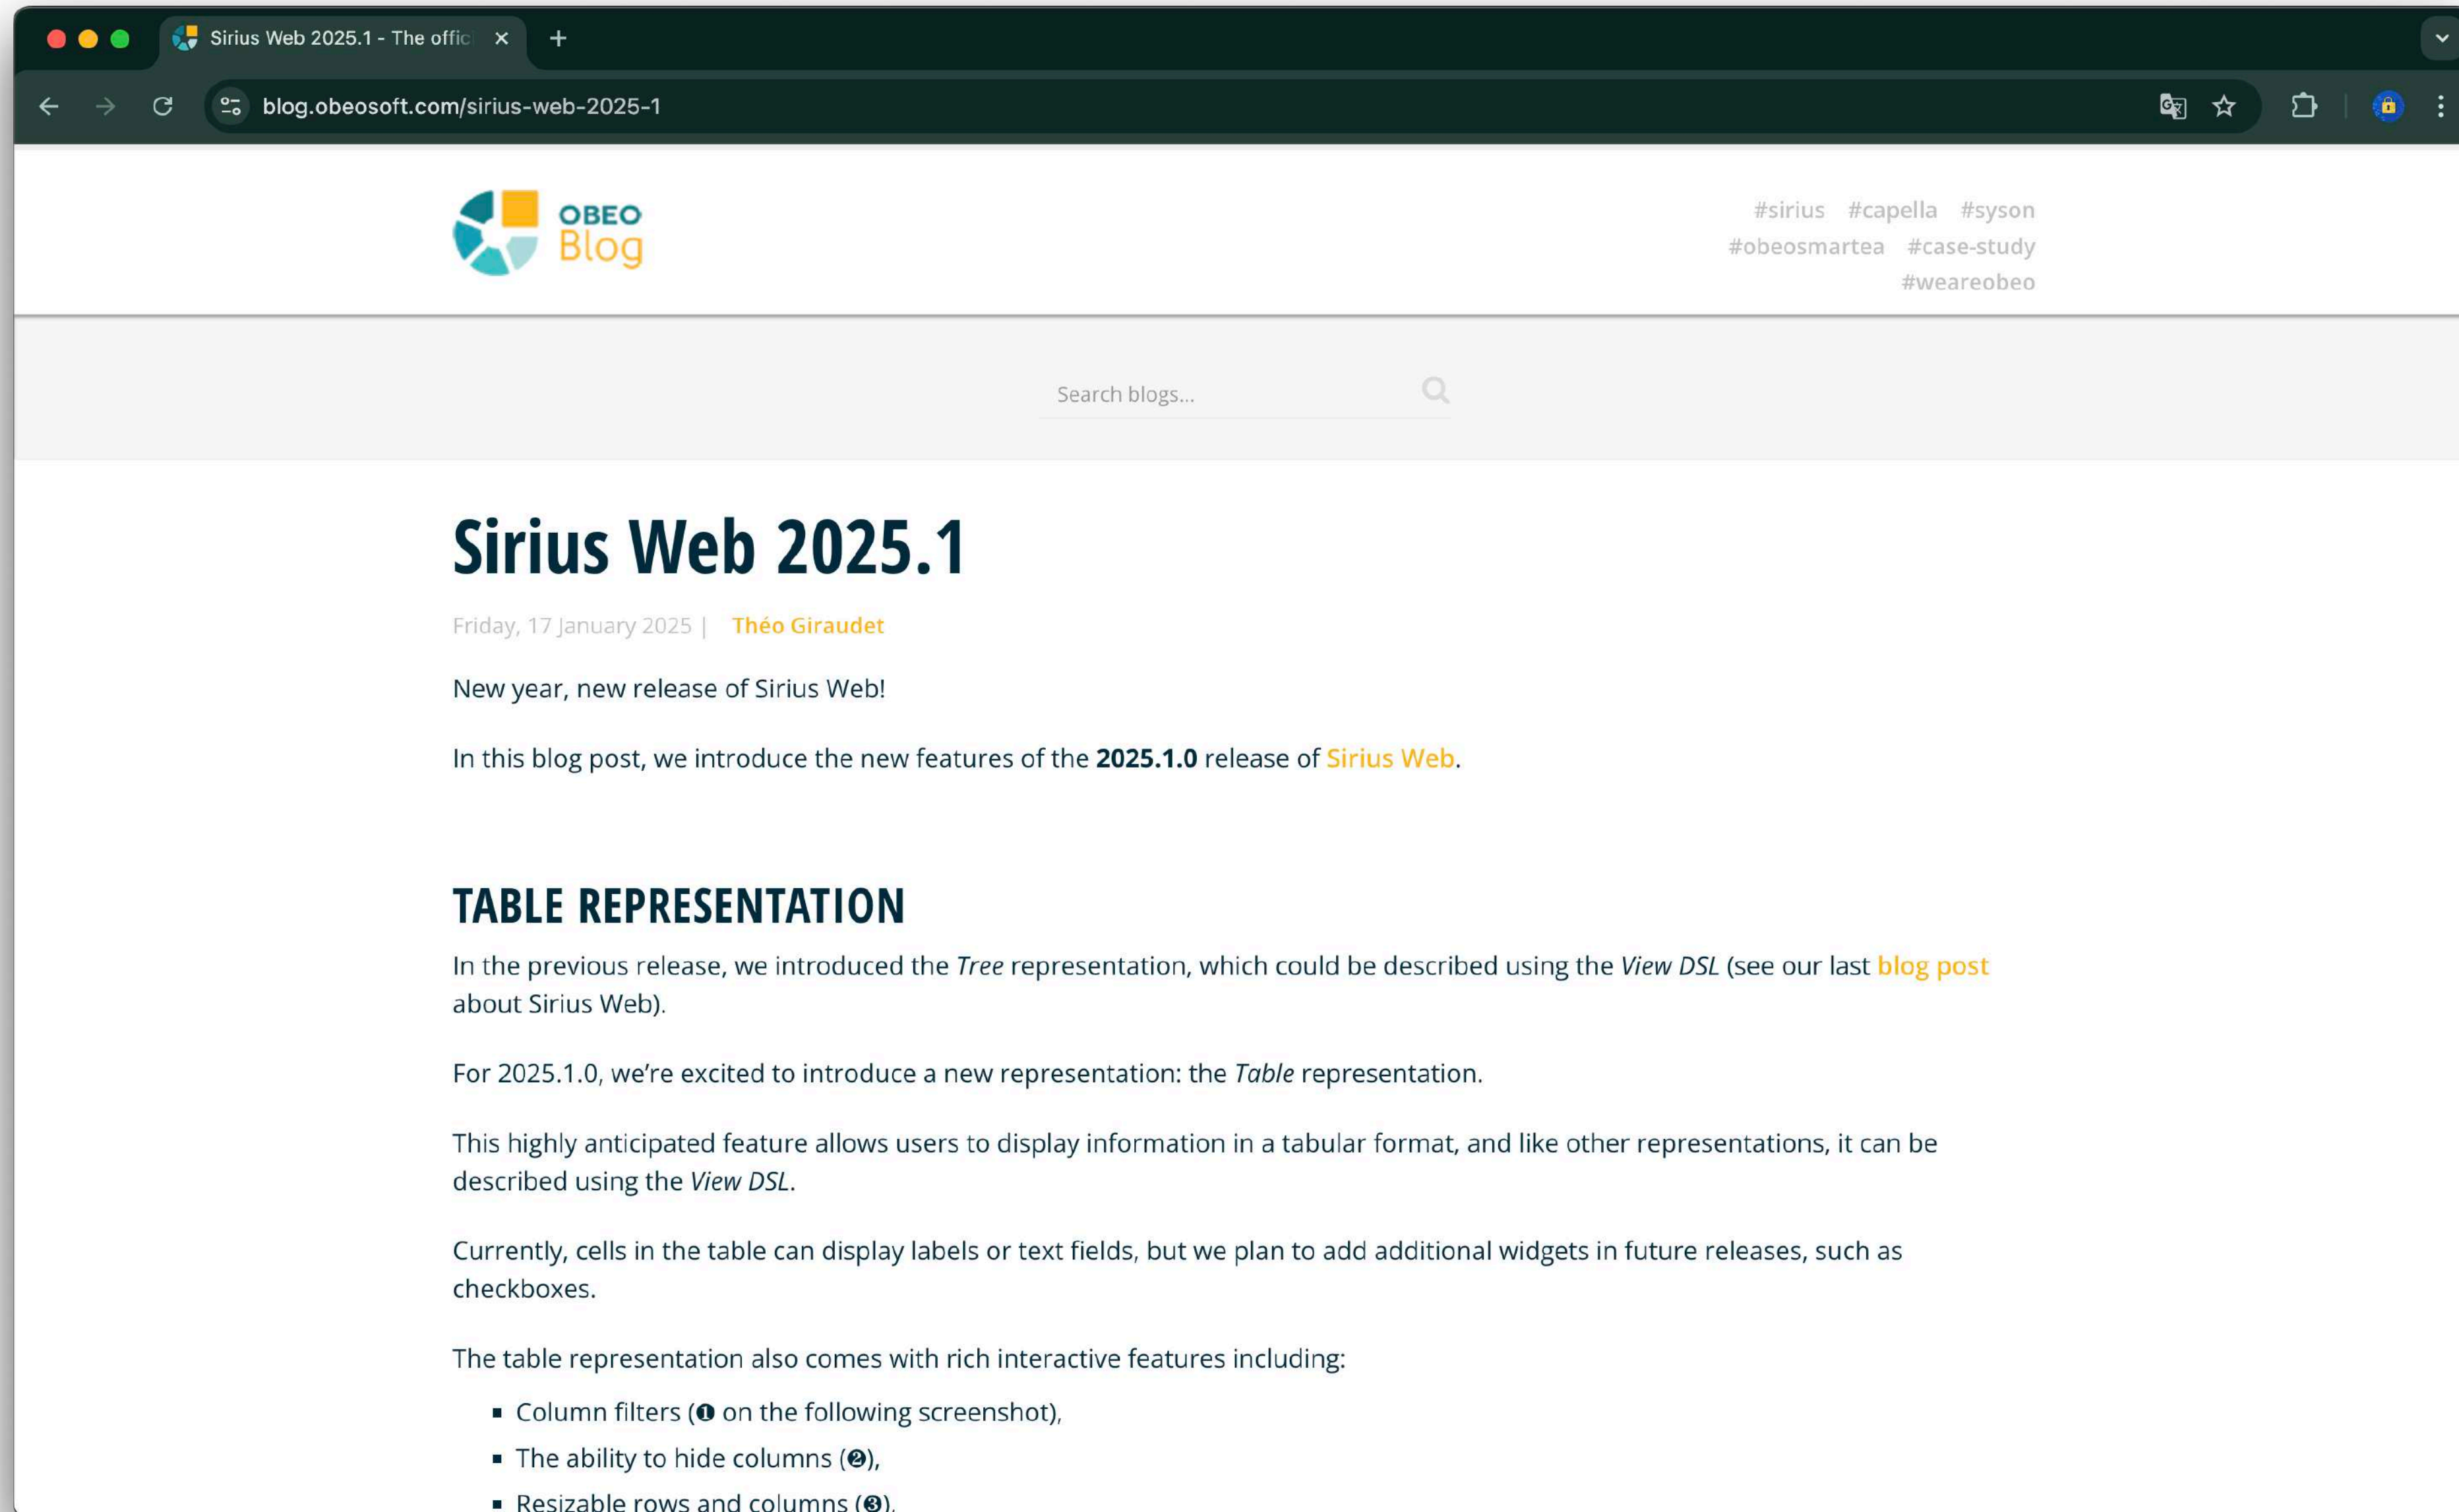 Sirius Web 2025.1 - The offic
blog.obeosoft.com/sirius-web-2025-1
OBEO
Blog
#sirius #capella #syson
#obeosmartea #case-study
#weareobeo
Search blogs...
Sirius Web 2025.1
Friday, 17 January 2025 | Théo Giraudet
New year, new release of Sirius Web!
In this blog post, we introduce the new features of the 2025.1.0 release of Sirius Web.
TABLE REPRESENTATION
In the previous release, we introduced the Tree representation, which could be described using the View DSL (see our last blog post
about Sirius Web).
For 2025.1.0, we’re excited to introduce a new representation: the Table representation.
This highly anticipated feature allows users to display information in a tabular format, and like other representations, it can be
described using the View DSL.
Currently, cells in the table can display labels or text fields, but we plan to add additional widgets in future releases, such as
checkboxes.
The table representation also comes with rich interactive features including:
▪ Column filters (❶ on the following screenshot),
▪ The ability to hide columns (❷),
▪ Resizable rows and columns (❸),